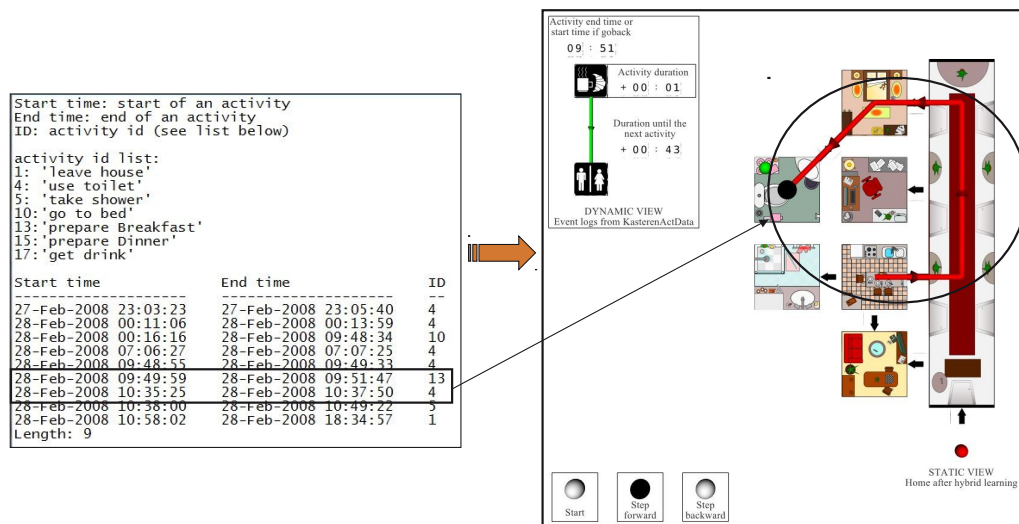 Start time: start of an activity
End time: end of an activity
ID: activity id (see list below)
activity id list:
1: 'leave house'
4: 'use toilet'
5: 'take shower'
10:'go to bed'
13:'prepare Breakfast'
15:'prepare Dinner'
17:'get drink'
Start time End time ID
-------------------- -------------------- --
27-Feb-2008 23:03:23 27-Feb-2008 23:05:40 4
28-Feb-2008 00:11:06 28-Feb-2008 00:13:59 4
28-Feb-2008 00:16:16 28-Feb-2008 09:48:34 10
28-Feb-2008 07:06:27 28-Feb-2008 07:07:25 4
28-Feb-2008 09:48:55 28-Feb-2008 09:49:33 4
28-Feb-2008 09:49:59 28-Feb-2008 09:51:47 13
28-Feb-2008 10:35:25 28-Feb-2008 10:37:50 4
28-Feb-2008 10:38:00 28-Feb-2008 10:49:22 5
28-Feb-2008 10:58:02 28-Feb-2008 18:34:57 1
Length: 9
Activity end time or
start time if goback
09 : 51
Activity duration
+ 00 : 01
Duration until the
next activity
+ 00 : 43
DYNAMIC VIEW
Event logs from KasterenActData
STATIC VIEW
Home after hybrid learning
Start
Step
forward
Step
backward